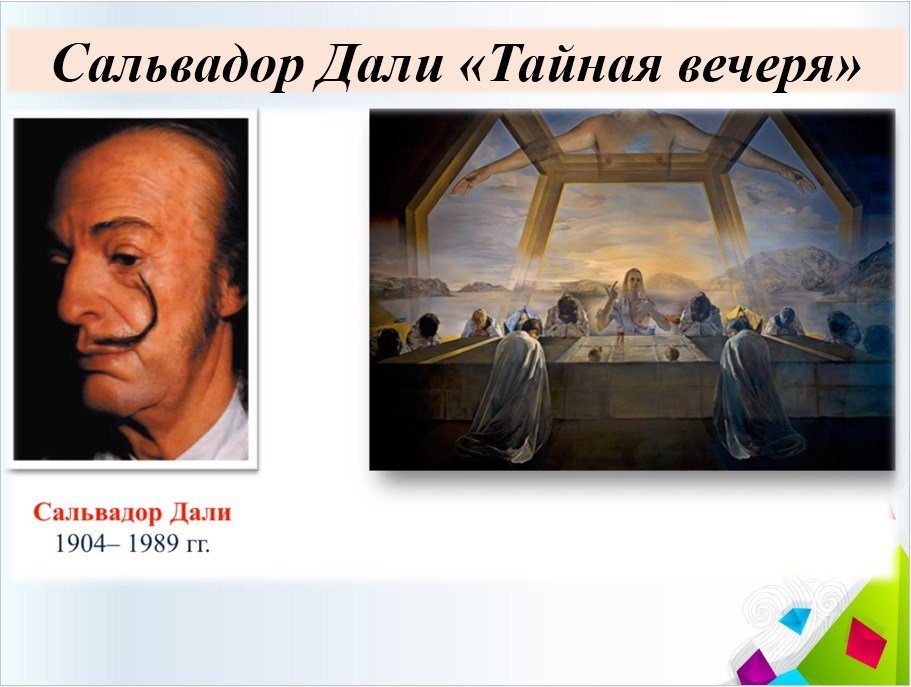 Сальвадор Дали «Тайная вечеря»
Сальвадор Дали
1904– 1989 гг.